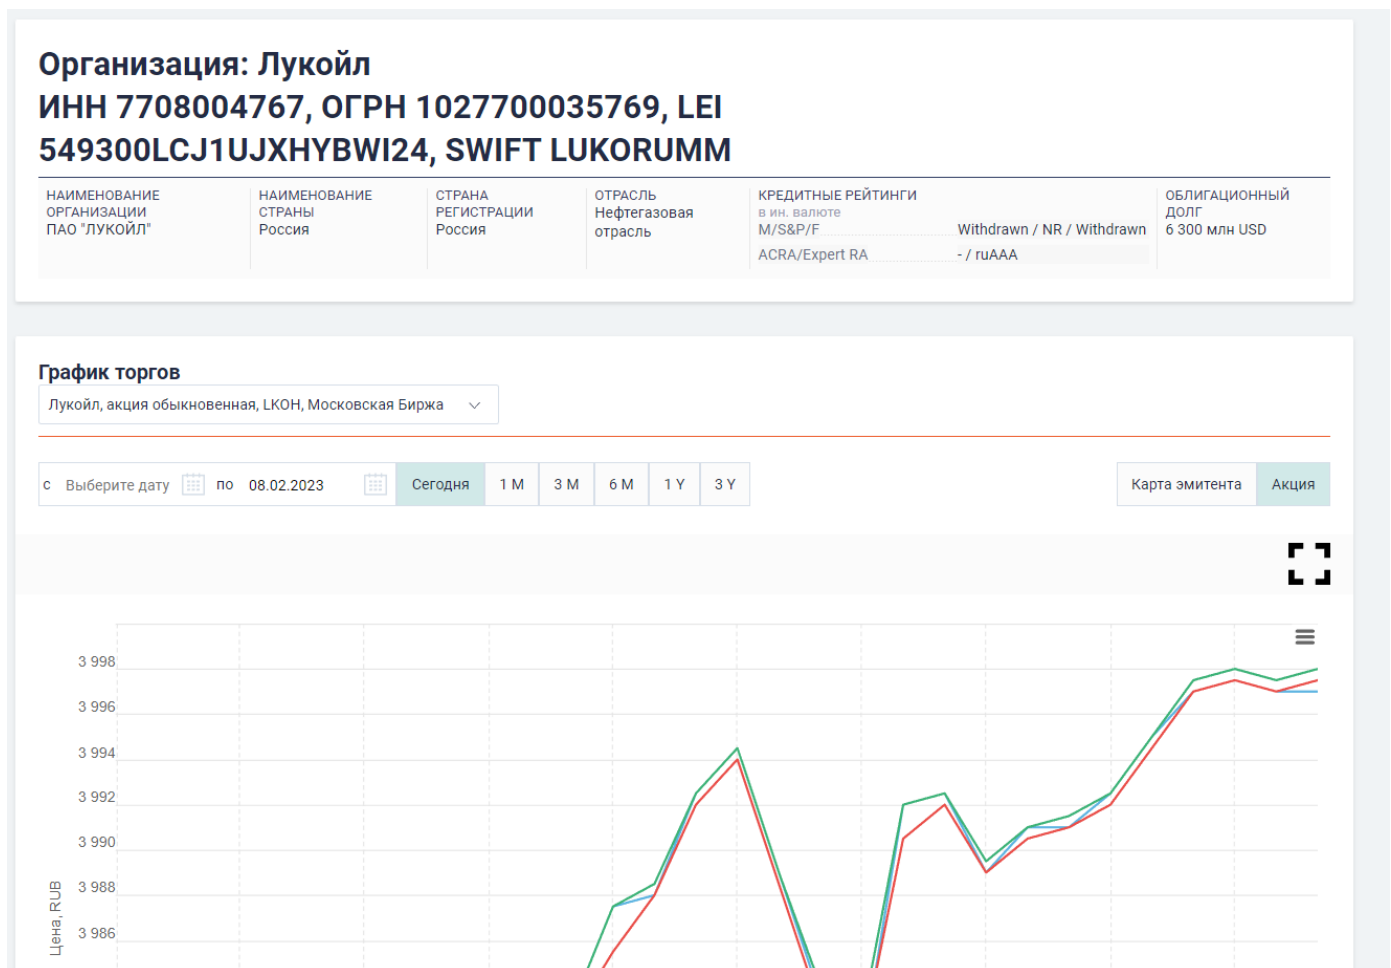 Организация: Лукойл
ИНН 7708004767, ОГРН 1027700035769, LEI
549300LCJ1UJXHYBWI24, SWIFT LUKORUMM
НАИМЕНОВАНИЕ
ОРГАНИЗАЦИИ
ПАО "ЛУКОЙЛ"
НАИМЕНОВАНИЕ
СТРАНЫ
Россия
СТРАНА
РЕГИСТРАЦИИ
Россия
ОТРАСЛЬ
Нефтегазовая
отрасль
КРЕДИТНЫЕ РЕЙТИНГИ
в ин. валюте
M/S&P/F Withdrawn / NR / Withdrawn
ACRA/Expert RA - / ruAAA
ОБЛИГАЦИОННЫЙ
ДОЛГ
6 300 млн USD
График торгов
Лукойл, акция обыкновенная, LKOH, Московская Биржа
с Выберите дату по 08.02.2023 Сегодня 1 M 3 M 6 M 1 Y 3 Y Карта эмитента Акция
3 998
3 996
3 994
3 992
3 990
3 988
3 986
Цена, RUB